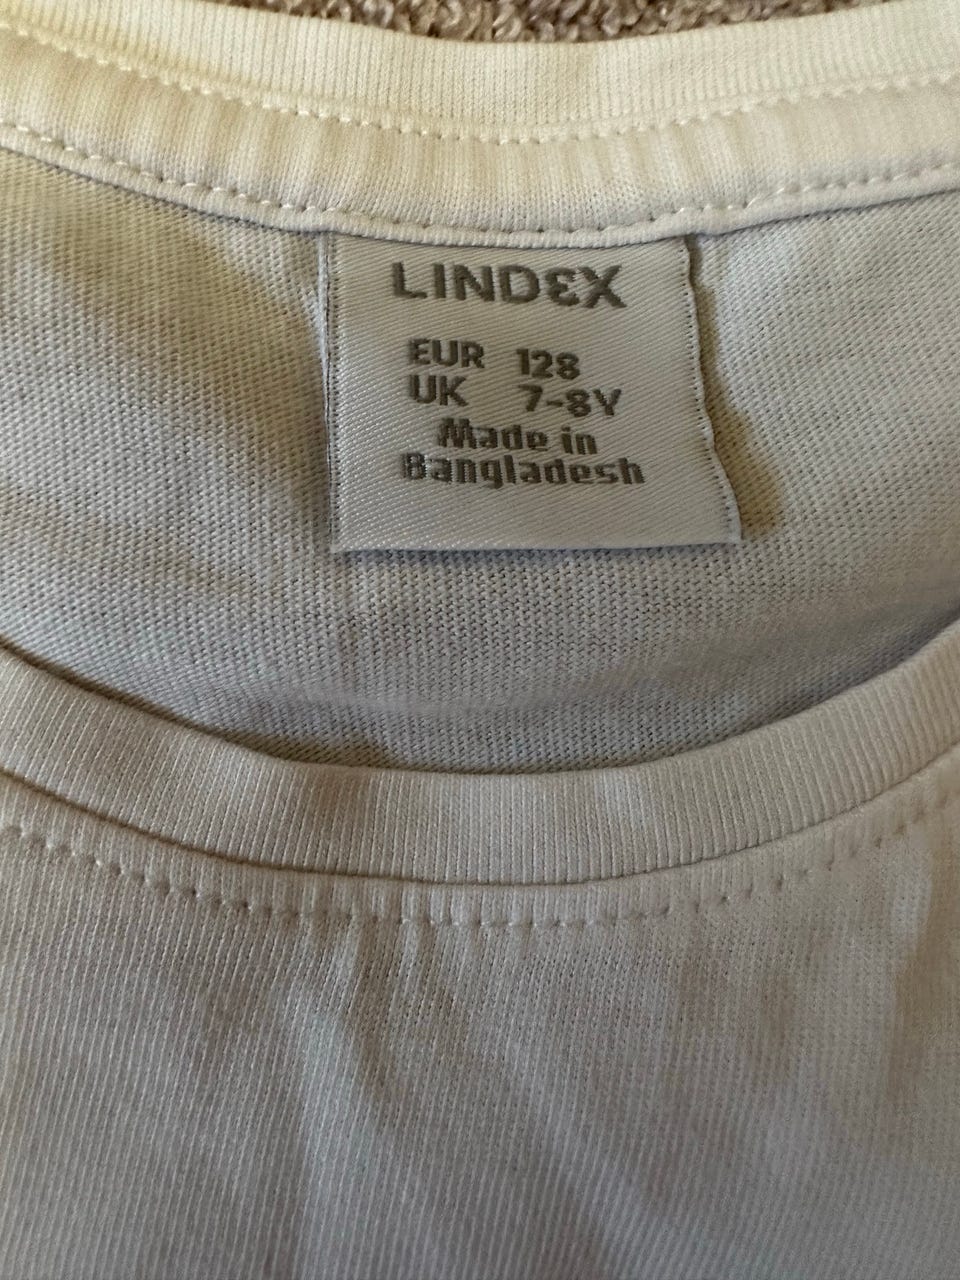 LINDEX
EUR 128
UK 7-8Y
Made in
Bangladesh